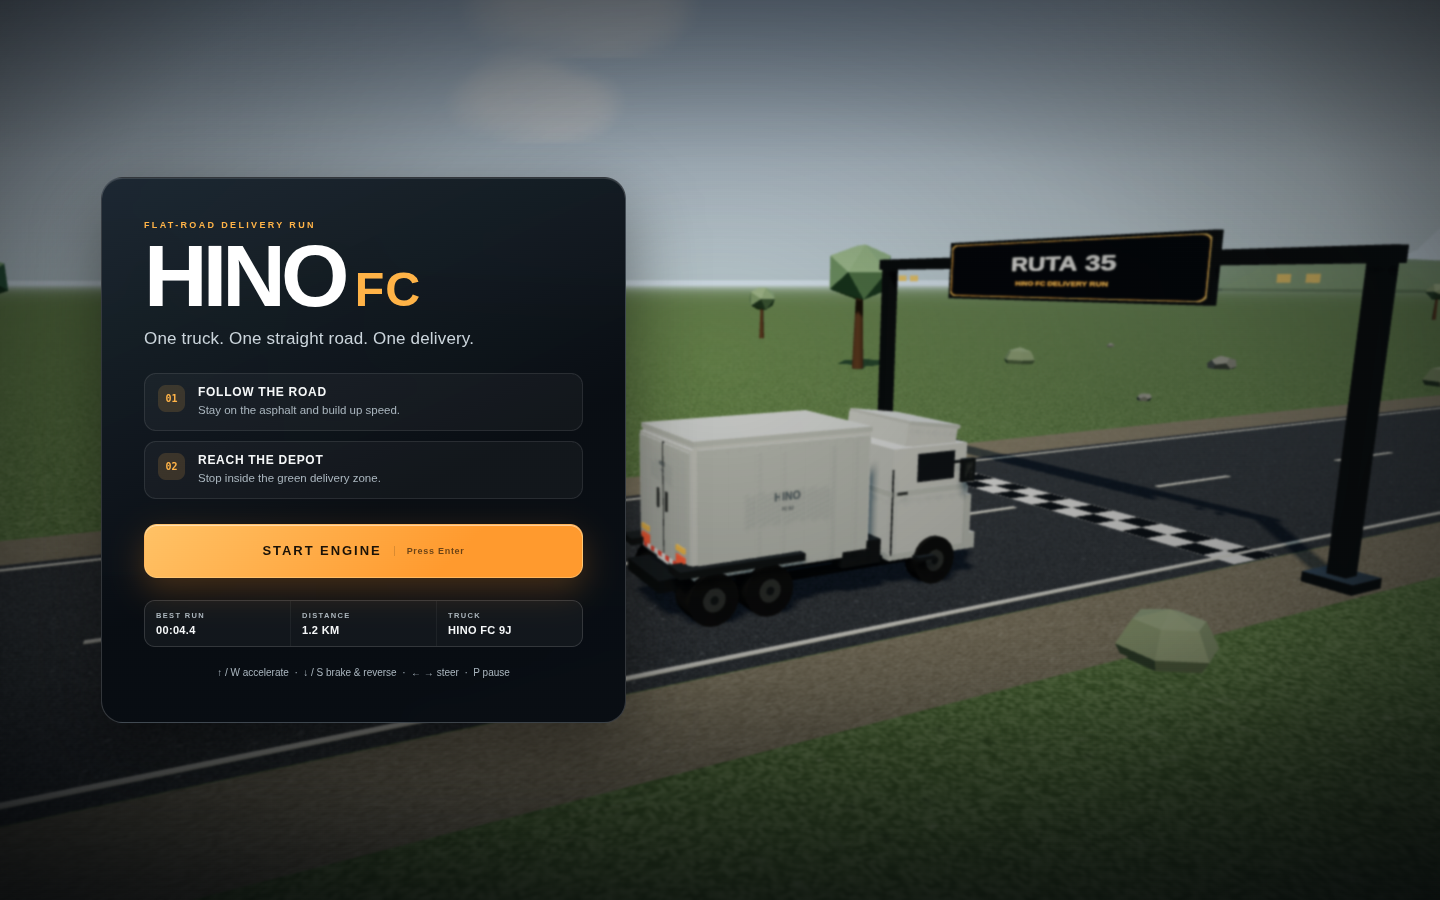 FLAT-ROAD DELIVERY RUN
HINO FC
One truck. One straight road. One delivery.
01 FOLLOW THE ROAD
Stay on the asphalt and build up speed.
02 REACH THE DEPOT
Stop inside the green delivery zone.
START ENGINE Press Enter
BEST RUN DISTANCE TRUCK
00:04.4 1.2 KM HINO FC 9J
↑ / W accelerate · ↓ / S brake & reverse · ← → steer · P pause
RUTA 35
HINO FC DELIVERY RUN
HINO